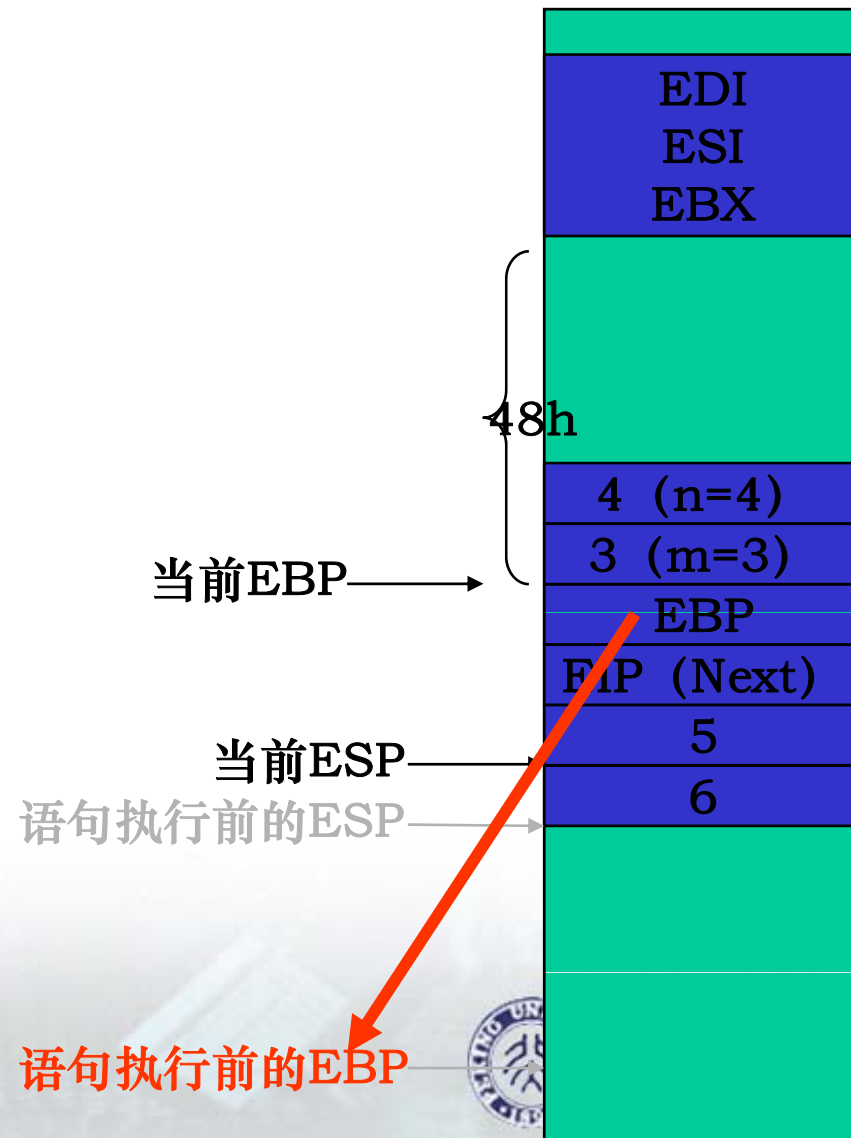 EDI
ESI
EBX
48h
4 (n=4)
3 (m=3)
当前EBP
EBP
EIP (Next)
5
当前ESP
6
语句执行前的ESP
语句执行前的EBP